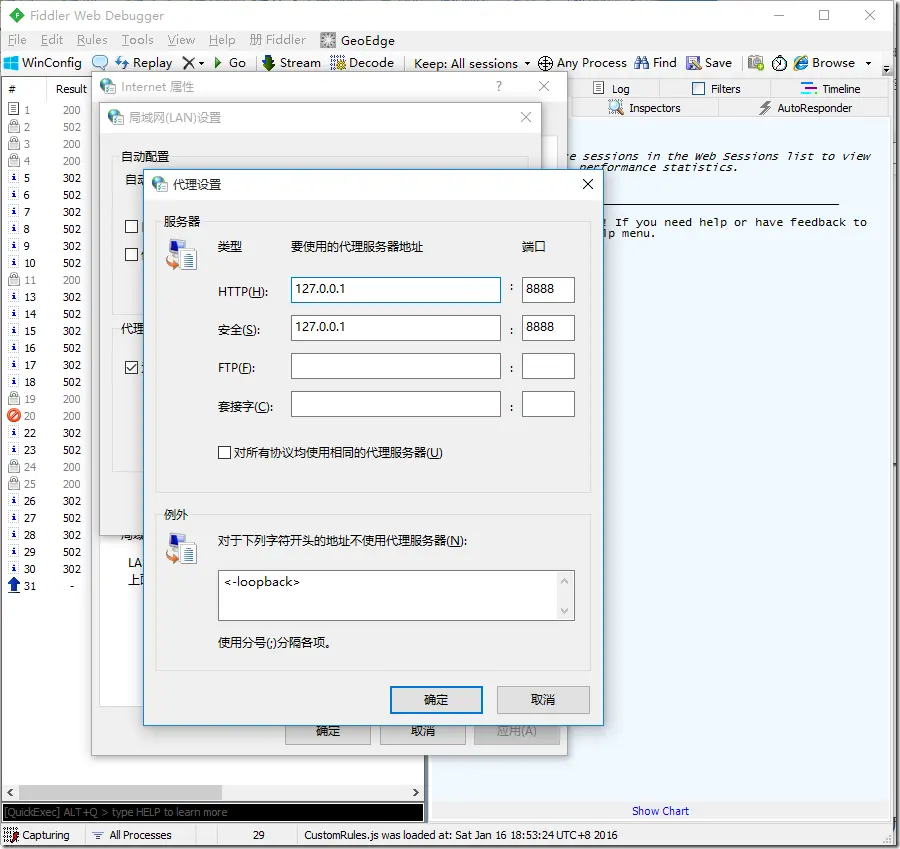 Fiddler Web Debugger
File Edit Rules Tools View Help 册 Fiddler GeoEdge
WinConfig Replay Go Stream Decode Keep: All sessions Any Process Find Save Browse
# Result
1 200
2 502
3 200
4 200
5 302
6 502
7 302
8 502
9 302
10 502
11 200
13 302
14 502
15 302
16 502
17 302
18 502
19 200
20 200
22 302
23 502
24 200
25 200
26 302
27 502
28 302
29 502
30 302
31 -
Log Filters Timeline
Inspectors AutoResponder
sessions in the Web Sessions list to view
performance statistics.
! If you need help or have feedback to
menu.
Internet 属性 ?
局域网(LAN)设置
自动配置
代理设置
服务器
类型 要使用的代理服务器地址 端口
HTTP(H): 127.0.0.1 : 8888
安全(S): 127.0.0.1 : 8888
FTP(F): :
套接字(C): :
对所有协议均使用相同的代理服务器(U)
例外
对于下列字符开头的地址不使用代理服务器(N):
<-loopback>
使用分号(;)分隔各项。
确定 取消
LA
确定 取消 应用(A)
[QuickExec] ALT+Q > type HELP to learn more
Show Chart
Capturing All Processes 29 CustomRules.js was loaded at: Sat Jan 16 18:53:24 UTC+8 2016